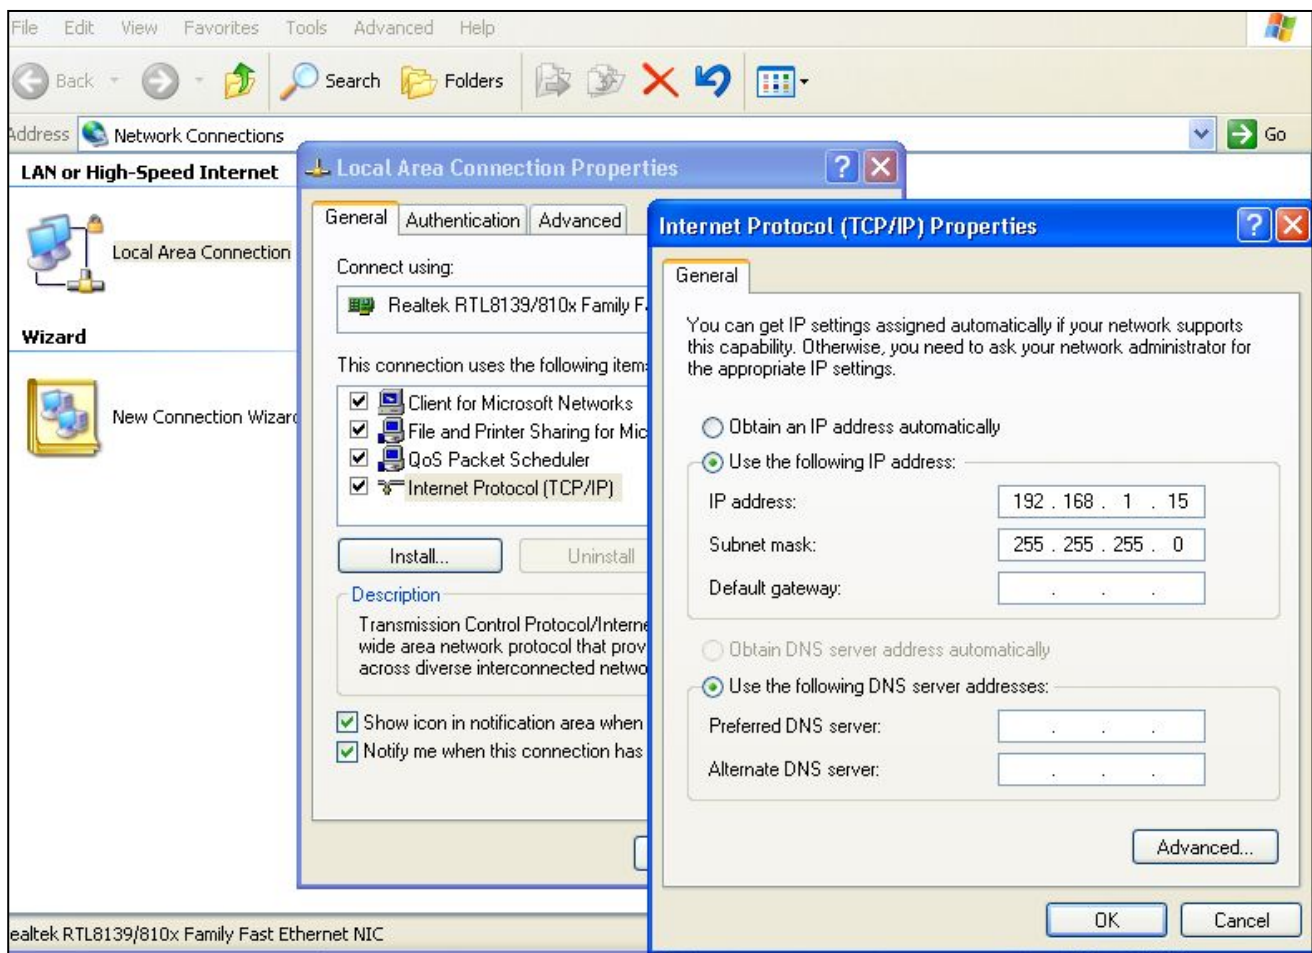 File Edit View Favorites Tools Advanced Help
Back Search Folders
Address Network Connections Go
LAN or High-Speed Internet
Local Area Connection
Wizard
New Connection Wizard
Local Area Connection Properties
General Authentication Advanced
Connect using:
Realtek RTL8139/810x Family
This connection uses the following
Client for Microsoft Networks
File and Printer Sharing for
QoS Packet Scheduler
Internet Protocol (TCP/IP)
Install... Uninstall
Description
Transmission Control
wide area network protocol that
across diverse interconnected
Show icon in notification area when
Notify me when this connection has
Internet Protocol (TCP/IP) Properties
General
You can get IP settings assigned automatically if your network supports
this capability. Otherwise, you need to ask your network administrator for
the appropriate IP settings.
Obtain an IP address automatically
Use the following IP address:
IP address: 192 . 168 . 1 . 15
Subnet mask: 255 . 255 . 255 . 0
Default gateway: . . .
Obtain DNS server address automatically
Use the following DNS server addresses:
Preferred DNS server: . . .
Alternate DNS server: . . .
Advanced...
OK Cancel
ealtek RTL8139/810x Family Fast Ethernet NIC